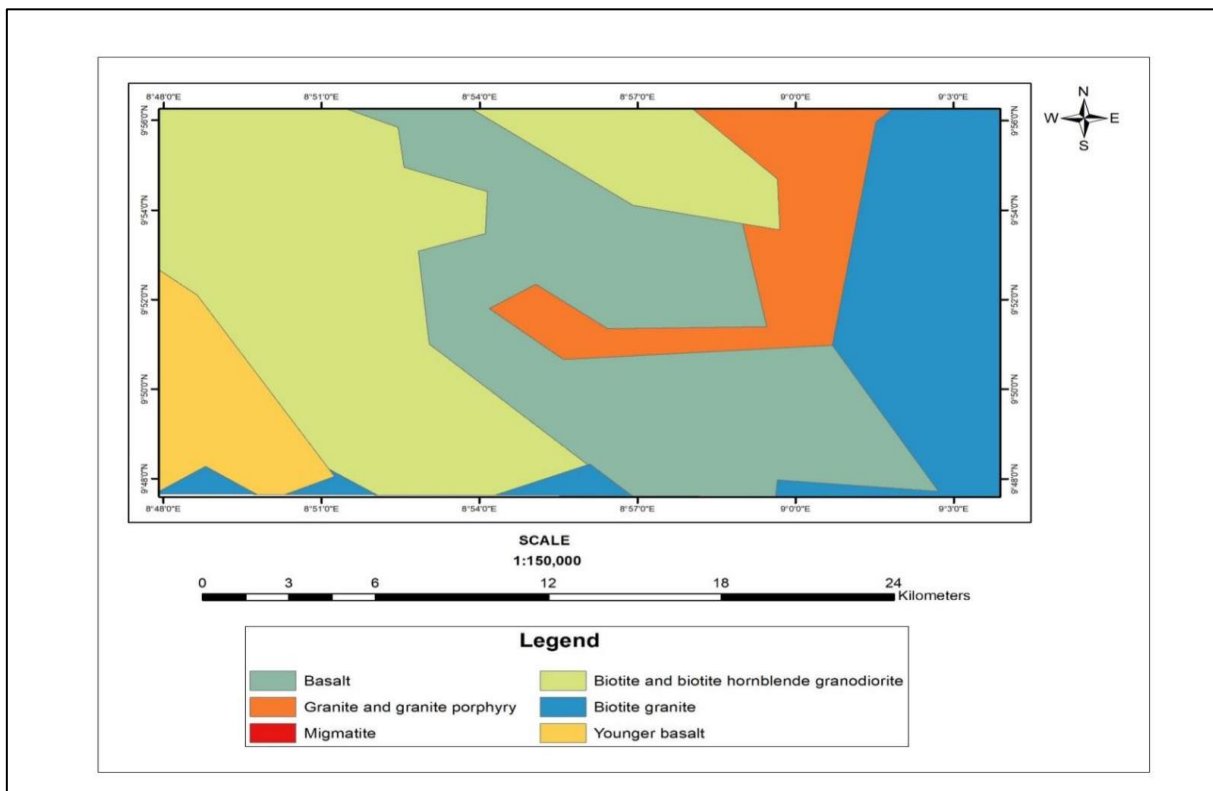 N
W E
S
8°48'0"E 8°51'0"E 8°54'0"E 8°57'0"E 9°0'0"E 9°3'0"E
9°58'0"N 9°58'0"N
9°54'0"N 9°54'0"N
9°52'0"N 9°52'0"N
9°50'0"N 9°50'0"N
9°48'0"N 9°48'0"N
8°48'0"E 8°51'0"E 8°54'0"E 8°57'0"E 9°0'0"E 9°3'0"E
SCALE
1:150,000
0 3 6 12 18 24
Kilometers
Legend
Basalt Biotite and biotite hornblende granodiorite
Granite and granite porphyry Biotite granite
Migmatite Younger basalt